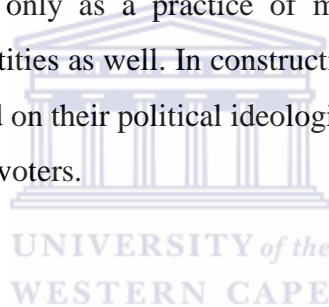 only as a practice of m
tities as well. In constructi
l on their political ideologi
voters.
UNIVERSITY of the
WESTERN CAPE